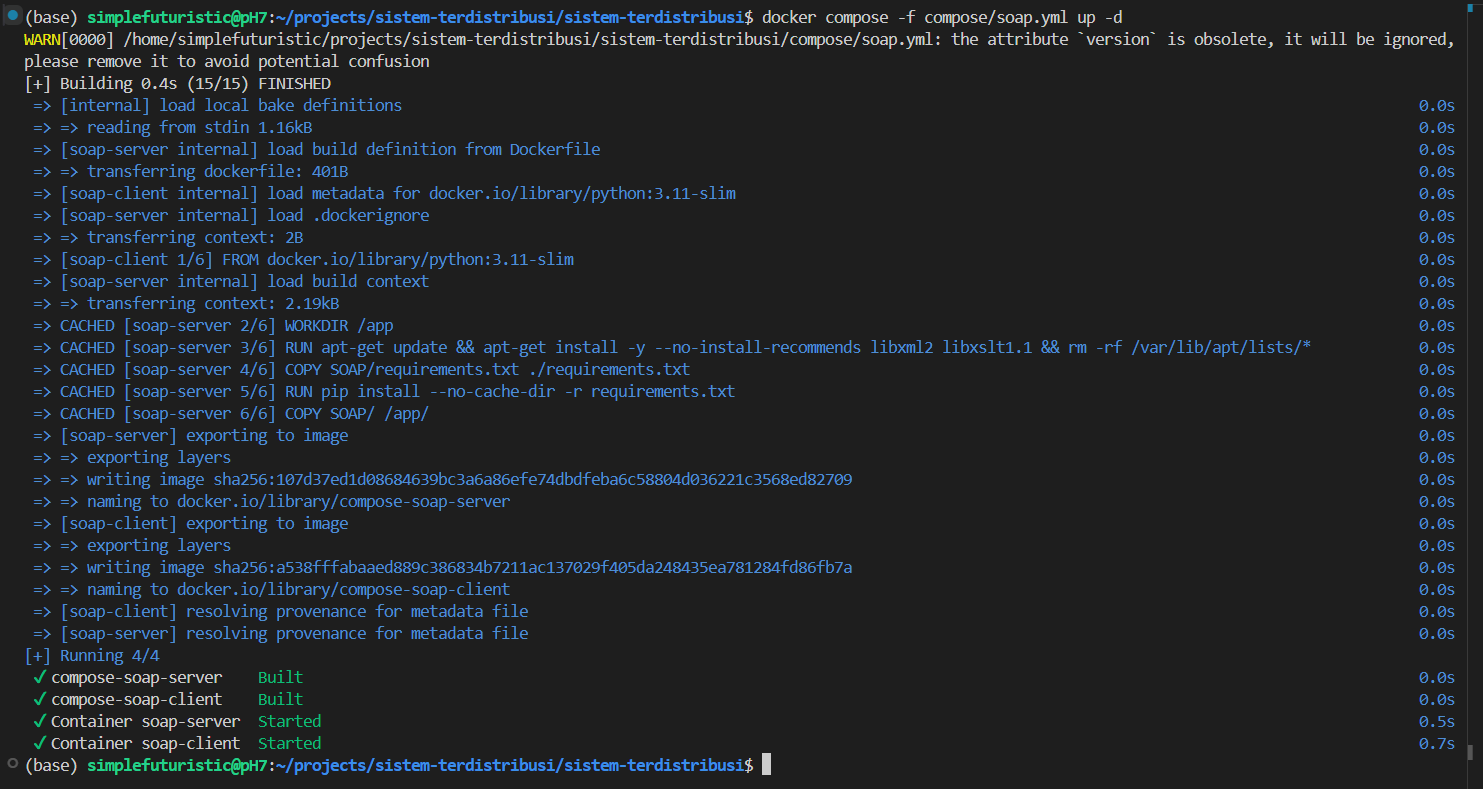 (base) simplefuturistic@pH7:~/projects/sistem-terdistribusi/sistem-terdistribusi$ docker compose -f compose/soap.yml up -d
WARN[0000] /home/simplefuturistic/projects/sistem-terdistribusi/sistem-terdistribusi/compose/soap.yml: the attribute `version` is obsolete, it will be ignored,
please remove it to avoid potential confusion
[+] Building 0.4s (15/15) FINISHED
=> [internal] load local bake definitions 0.0s
=> => reading from stdin 1.16kB 0.0s
=> [soap-server internal] load build definition from Dockerfile 0.0s
=> => transferring dockerfile: 401B 0.0s
=> [soap-client internal] load metadata for docker.io/library/python:3.11-slim 0.0s
=> [soap-server internal] load .dockerignore 0.0s
=> => transferring context: 2B 0.0s
=> [soap-client 1/6] FROM docker.io/library/python:3.11-slim 0.0s
=> [soap-server internal] load build context 0.0s
=> => transferring context: 2.19kB 0.0s
=> CACHED [soap-server 2/6] WORKDIR /app 0.0s
=> CACHED [soap-server 3/6] RUN apt-get update && apt-get install -y --no-install-recommends libxml2 libxslt1.1 && rm -rf /var/lib/apt/lists/* 0.0s
=> CACHED [soap-server 4/6] COPY SOAP/requirements.txt ./requirements.txt 0.0s
=> CACHED [soap-server 5/6] RUN pip install --no-cache-dir -r requirements.txt 0.0s
=> CACHED [soap-server 6/6] COPY SOAP/ /app/ 0.0s
=> [soap-server] exporting to image 0.0s
=> => exporting layers 0.0s
=> => writing image sha256:107d37ed1d08684639bc3a6a86efe74dbdfeba6c58804d036221c3568ed82709 0.0s
=> => naming to docker.io/library/compose-soap-server 0.0s
=> [soap-client] exporting to image 0.0s
=> => exporting layers 0.0s
=> => writing image sha256:a538fffabaaed889c386834b7211ac137029f405da248435ea781284fd86fb7a 0.0s
=> => naming to docker.io/library/compose-soap-client 0.0s
=> [soap-client] resolving provenance for metadata file 0.0s
=> [soap-server] resolving provenance for metadata file 0.0s
[+] Running 4/4
✔ compose-soap-server Built 0.0s
✔ compose-soap-client Built 0.0s
✔ Container soap-server Started 0.5s
✔ Container soap-client Started 0.7s
(base) simplefuturistic@pH7:~/projects/sistem-terdistribusi/sistem-terdistribusi$